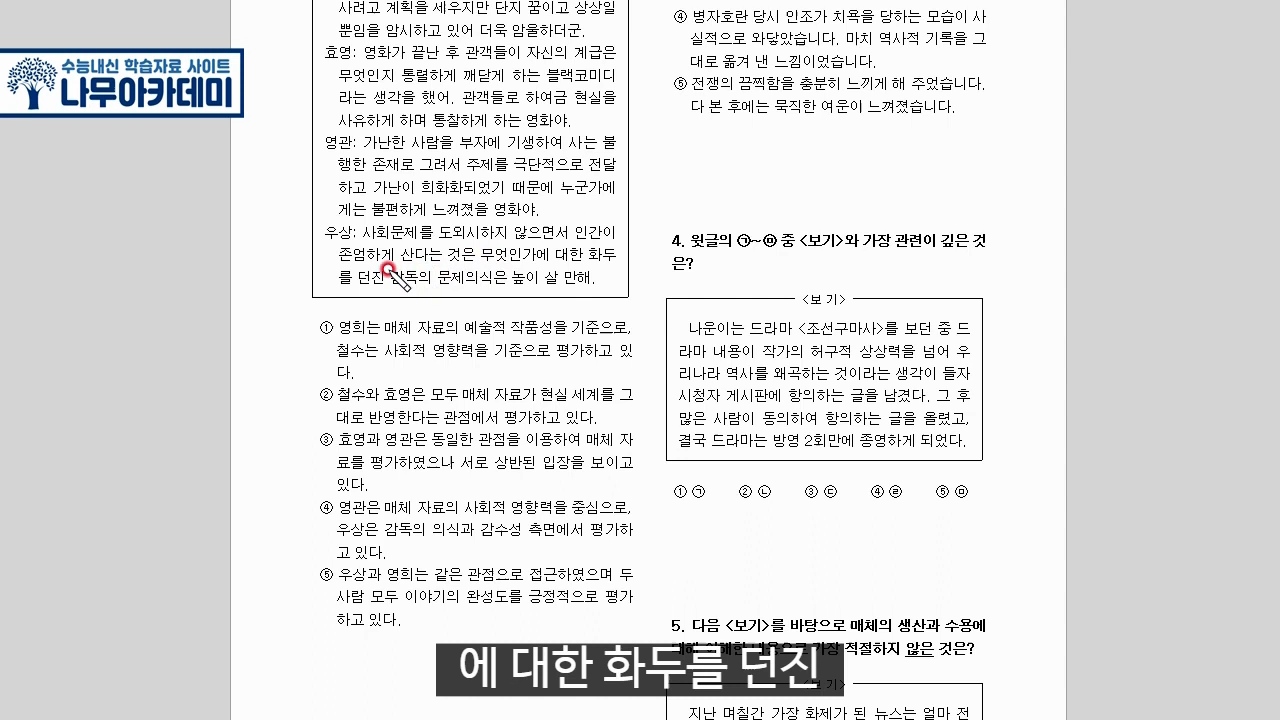 수능내신 학습자료 사이트
나무아카데미
사려고 계획을 세우지만 단지 꿈이고 상상일
뿐임을 암시하고 있어 더욱 암울하더군.
효영: 영화가 끝난 후 관객들이 자신의 계급은
무엇인지 통렬하게 깨닫게 하는 블랙코미디
라는 생각을 했어. 관객들로 하여금 현실을
사유하게 하며 통찰하게 하는 영화야.
영관: 가난한 사람을 부자에 기생하여 사는 불
행한 존재로 그려서 주제를 극단적으로 전달
하고 가난이 희화화되었기 때문에 누군가에
게는 불편하게 느껴졌을 영화야.
우상: 사회문제를 도외시하지 않으면서 인간이
존엄하게 산다는 것은 무엇인가에 대한 화두
를 던진 감독의 문제의식은 높이 살 만해.
① 영희는 매체 자료의 예술적 작품성을 기준으로,
철수는 사회적 영향력을 기준으로 평가하고 있
다.
② 철수와 효영은 모두 매체 자료가 현실 세계를 그
대로 반영한다는 관점에서 평가하고 있다.
③ 효영과 영관은 동일한 관점을 이용하여 매체 자
료를 평가하였으나 서로 상반된 입장을 보이고
있다.
④ 영관은 매체 자료의 사회적 영향력을 중심으로,
우상은 감독의 의식과 감수성 측면에서 평가하
고 있다.
⑤ 우상과 영희는 같은 관점으로 접근하였으며 두
사람 모두 이야기의 완성도를 긍정적으로 평가
하고 있다.
④ 병자호란 당시 인조가 치욕을 당하는 모습이 사
실적으로 와닿았습니다. 마치 역사적 기록을 그
대로 옮겨 낸 느낌이었습니다.
⑤ 전쟁의 끔찍함을 충분히 느끼게 해 주었습니다.
다 본 후에는 묵직한 여운이 느껴졌습니다.
4. 윗글의 ㉠~㉤ 중 <보기>와 가장 관련이 깊은 것
은?
<보 기>
나운이는 드라마 <조선구마사>를 보던 중 드
라마 내용이 작가의 허구적 상상력을 넘어 우
리나라 역사를 왜곡하는 것이라는 생각이 들자
시청자 게시판에 항의하는 글을 남겼다. 그 후
많은 사람이 동의하여 항의하는 글을 올렸고,
결국 드라마는 방영 2회만에 종영하게 되었다.
① ㉠ ② ㉡ ③ ㉢ ④ ㉣ ⑤ ㉤
5. 다음 <보기>를 바탕으로 매체의 생산과 수용에
대해 이해한 내용으로 가장 적절하지 않은 것은?
<보 기>
지난 며칠간 가장 화제가 된 뉴스는 얼마 전
에 대한 화두를 던진